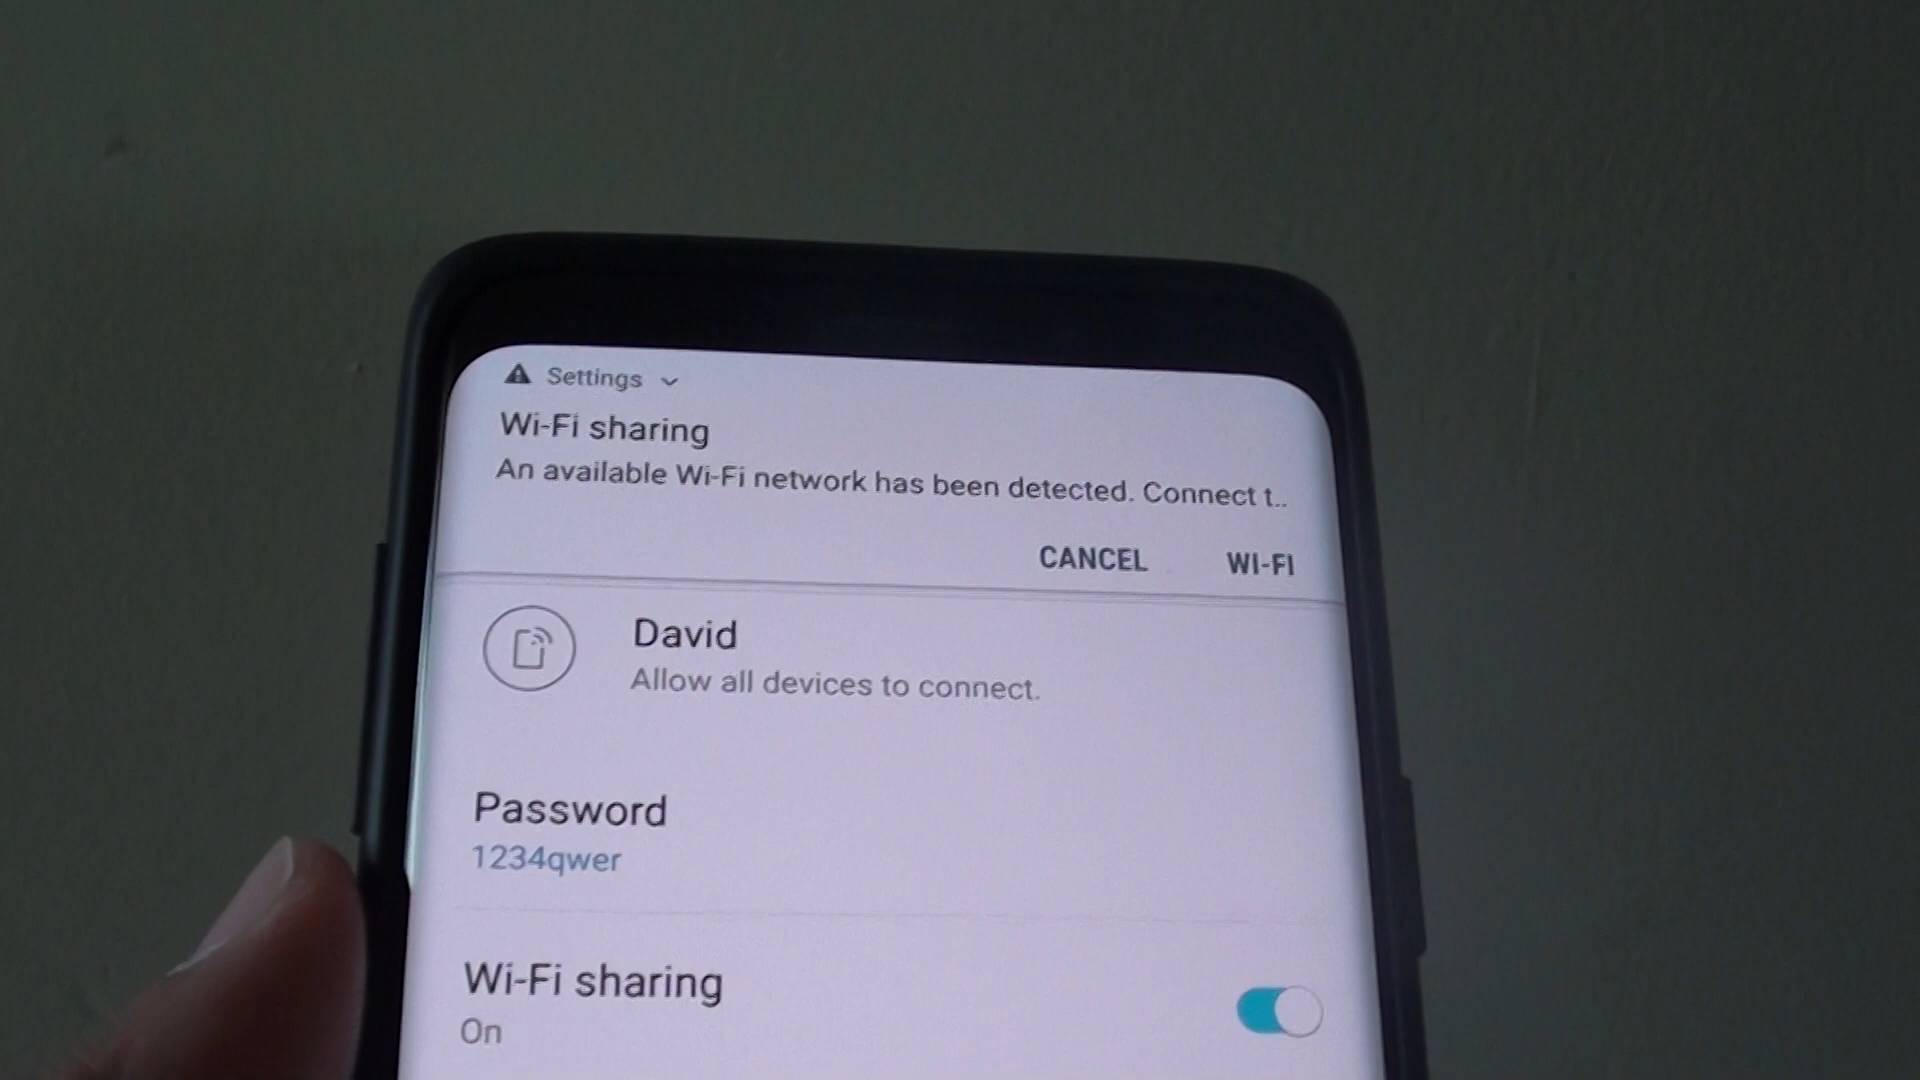 Settings
Wi-Fi sharing
An available Wi-Fi network has been detected. Connect t..
CANCEL WI-FI
David
Allow all devices to connect.
Password
1234qwer
Wi-Fi sharing
On